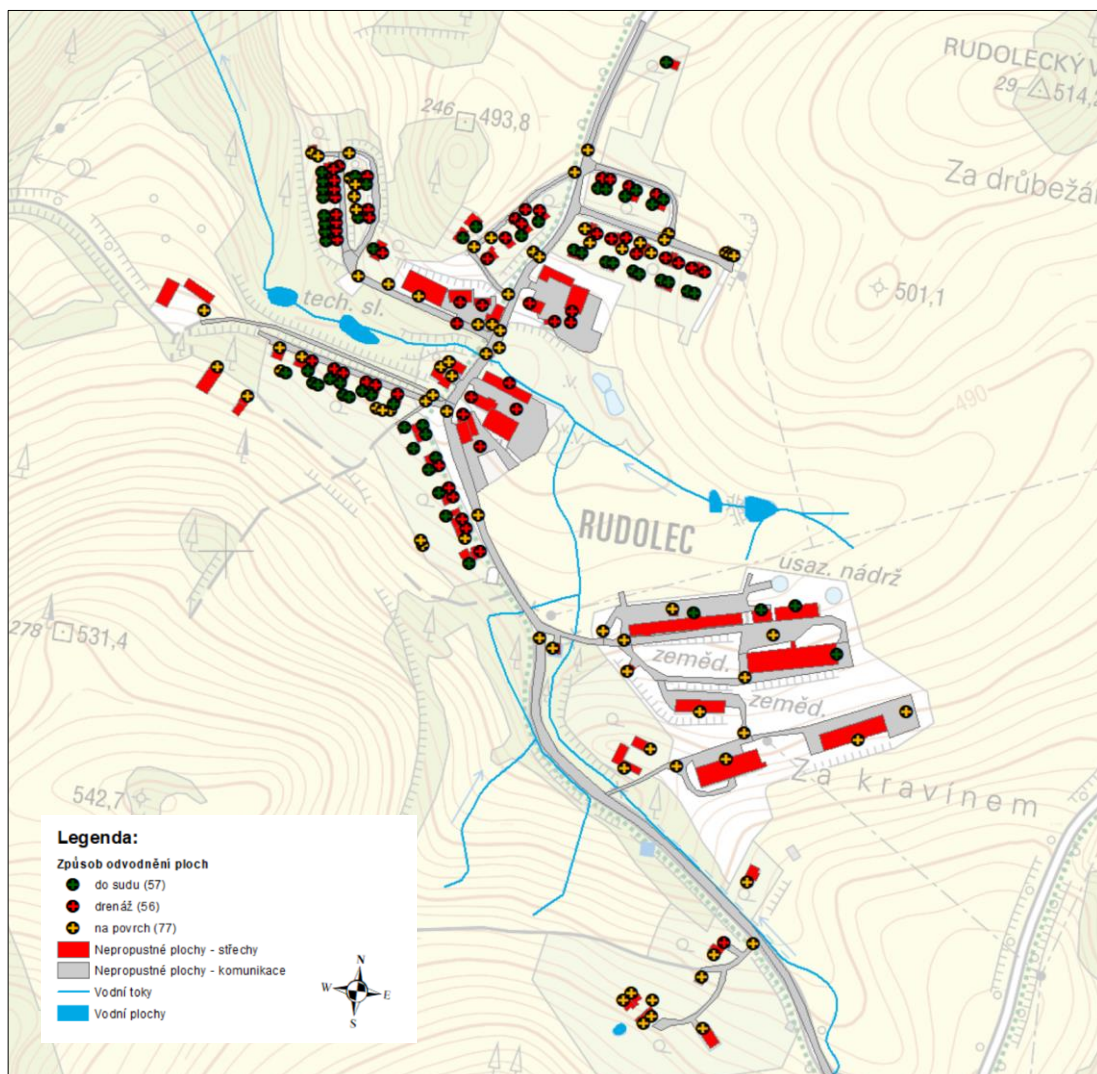 RUDOLECKÝ V
29 514,2
246 493,8
Za drůbežár
501,1
tech. sl.
490
v.
v.v.
RUDOLEC
usaz. nádrž
278 531,4
zeměd.
zeměd.
Za kravínem
542,7
Legenda:
Způsob odvodnění ploch
do sudu (57)
drenáž (56)
na povrch (77)
Nepropustné plochy - střechy
Nepropustné plochy - komunikace
Vodní toky
Vodní plochy
N
W E
S